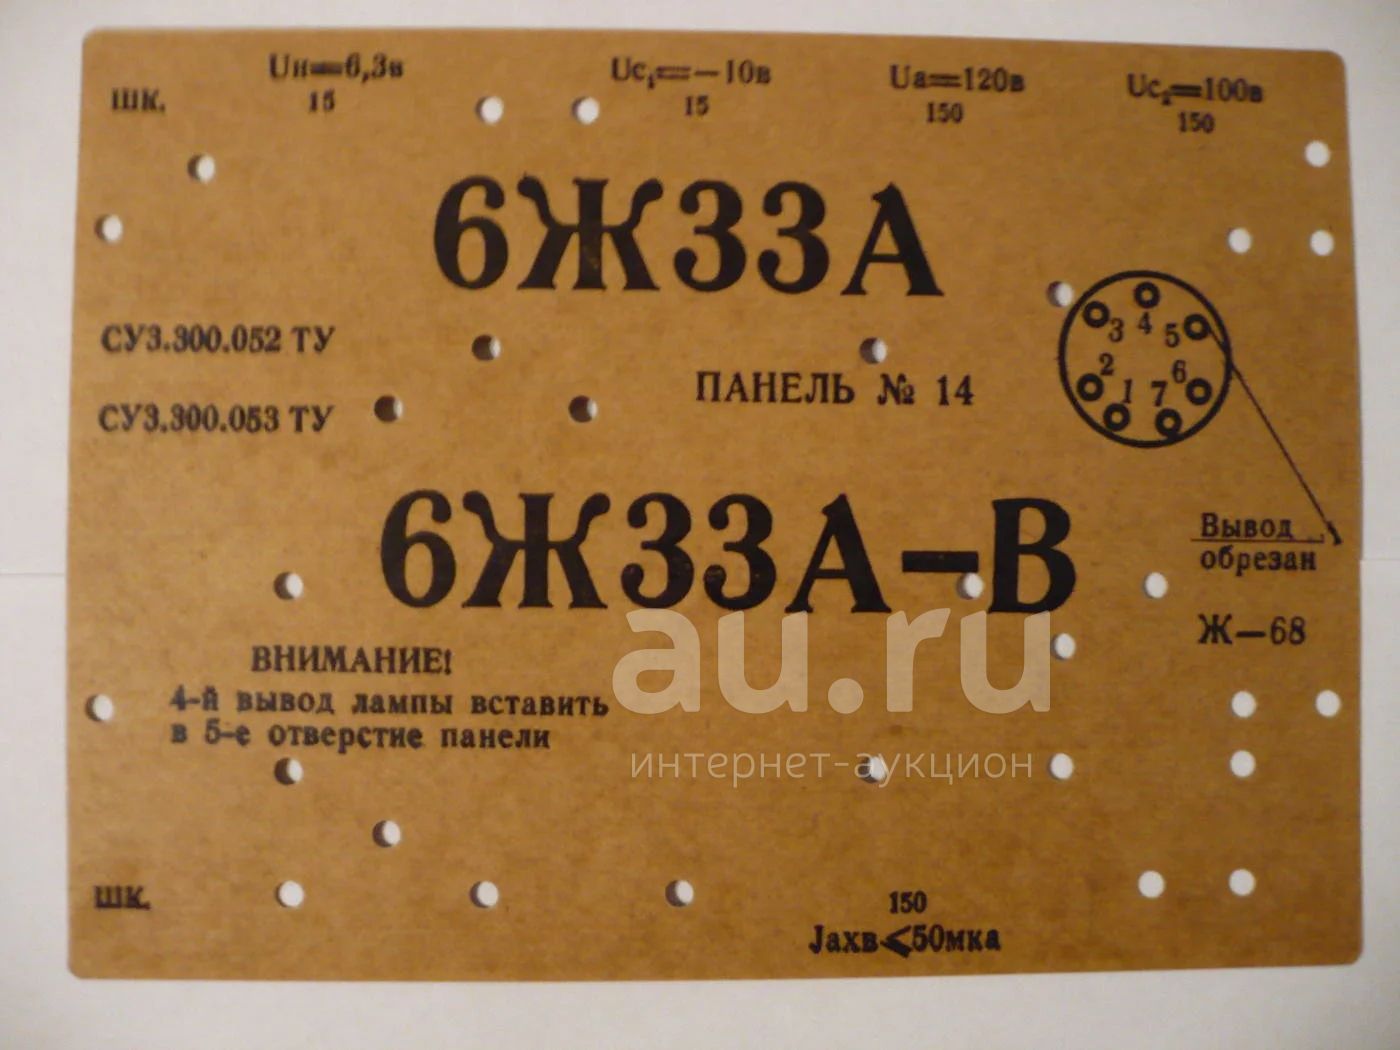 Uн=6,3в Uc₁=-10в Uа=120в Uc₂=100в
ШК. 15 15 150 150
6Ж33А
СУ3.300.052 ТУ
ПАНЕЛЬ № 14
СУ3.300.053 ТУ
3 4 5
2 6
1 7
6Ж33А-В
Вывод
обрезан
Ж-68
ВНИМАНИЕ!
4-й вывод лампы вставить
в 5-е отверстие панели
au.ru
интернет-аукцион
ШК. 150
Jахв<50мка